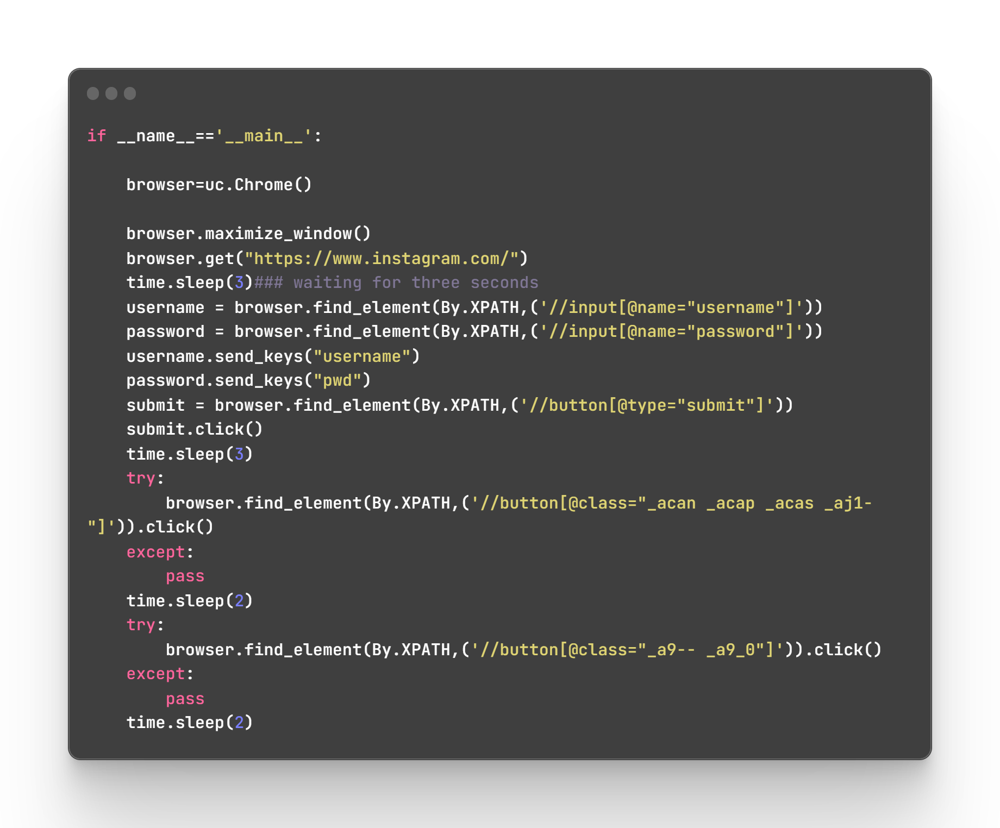 if __name__=='__main__':
    browser=uc.Chrome()
    browser.maximize_window()
    browser.get("https://www.instagram.com/")
    time.sleep(3)### waiting for three seconds
    username = browser.find_element(By.XPATH,('//input[@name="username"]'))
    password = browser.find_element(By.XPATH,('//input[@name="password"]'))
    username.send_keys("username")
    password.send_keys("pwd")
    submit = browser.find_element(By.XPATH,('//button[@type="submit"]'))
    submit.click()
    time.sleep(3)
    try:
        browser.find_element(By.XPATH,('//button[@class="_acan _acap _acas _aj1-
"]')).click()
    except:
        pass
    time.sleep(2)
    try:
        browser.find_element(By.XPATH,('//button[@class="_a9-- _a9_0"]')).click()
    except:
        pass
    time.sleep(2)